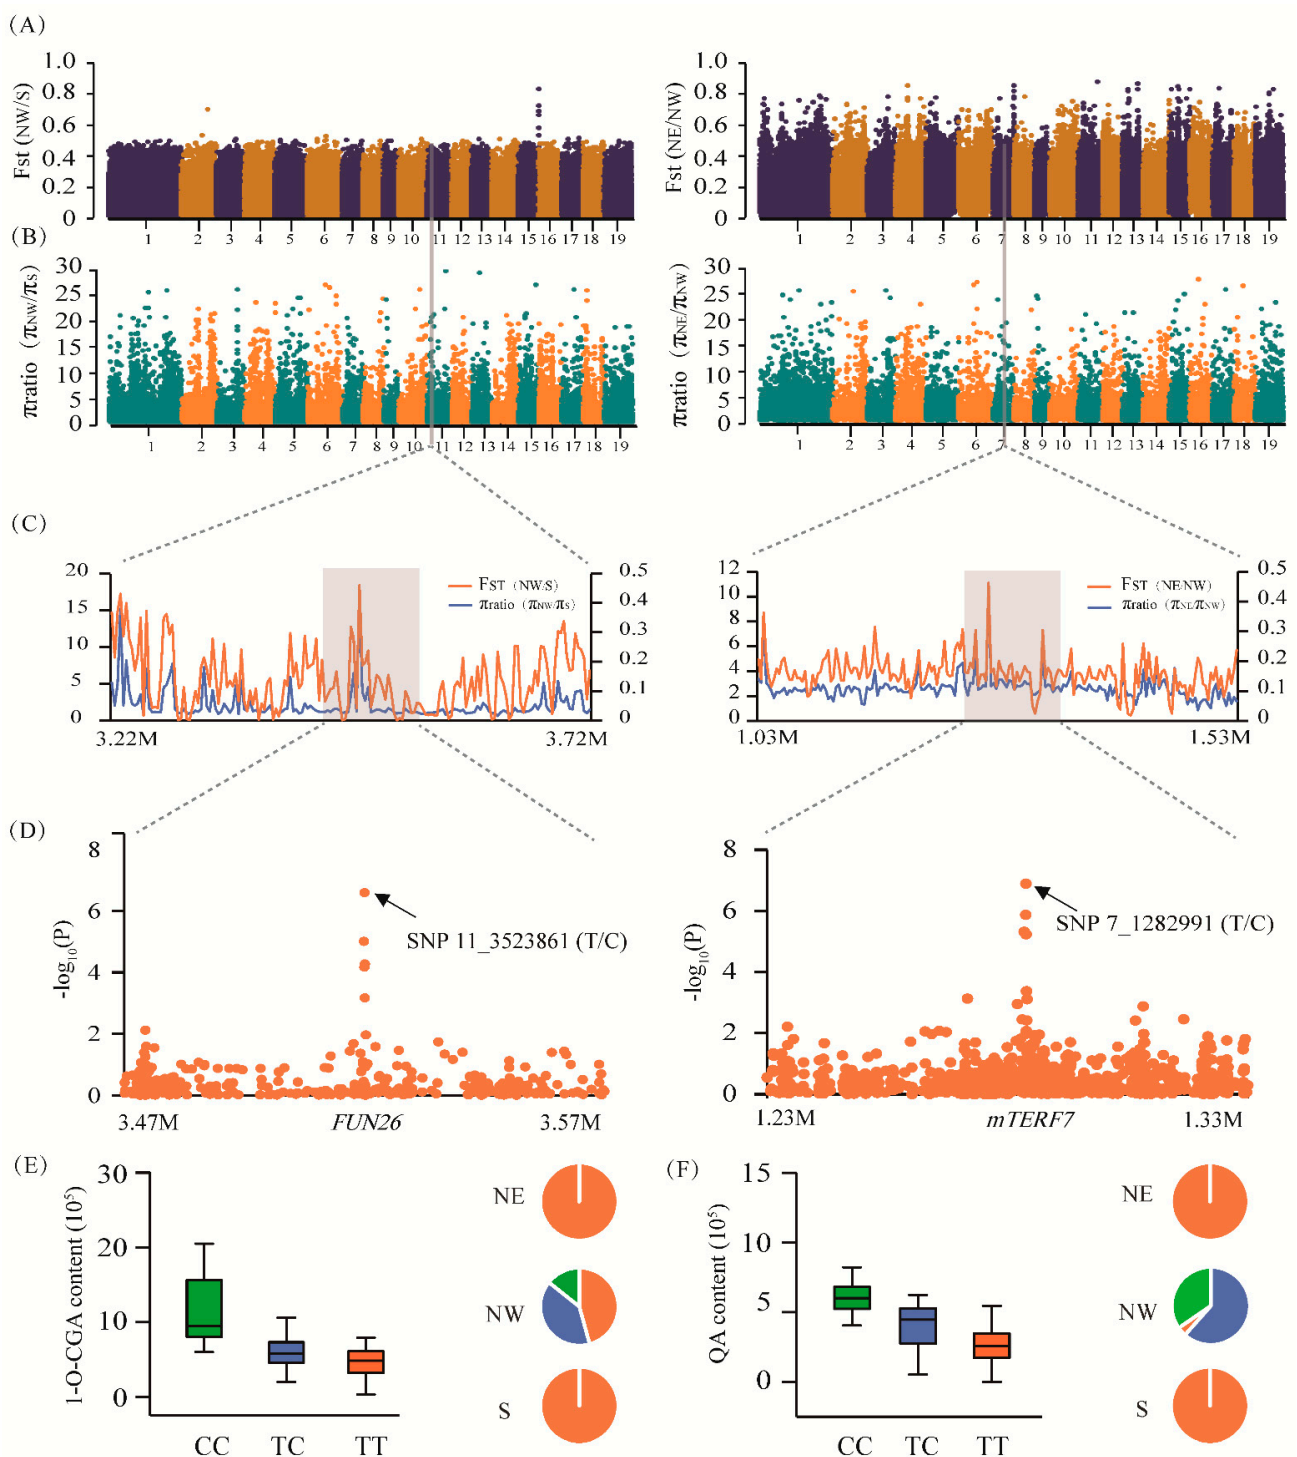 (A)
1.0
0.8
0.6
0.4
0.2
0
Fst (NW/S)
1 2 3 4 5 6 7 8 9 10 11 12 13 14 15 16 17 18 19
1.0
0.8
0.6
0.4
0.2
0
Fst (NE/NW)
1 2 3 4 5 6 7 8 9 10 11 12 13 14 15 16 17 18 19
(B)
30
25
20
15
10
5
0
πratio (πNW/πS)
1 2 3 4 5 6 7 8 9 10 11 12 13 14 15 16 17 18 19
30
25
20
15
10
5
0
πratio (πNE/πNW)
1 2 3 4 5 6 7 8 9 10 11 12 13 14 15 16 17 18 19
(C)
20
15
10
5
0
FST (NW/S)
πratio (πNW/πS)
0.5
0.4
0.3
0.2
0.1
0
3.22M 3.72M
12
10
8
6
4
2
0
FST (NE/NW)
πratio (πNE/πNW)
0.5
0.4
0.3
0.2
0.1
0
1.03M 1.53M
(D)
8
6
4
2
0
-log10(P)
SNP 11_3523861 (T/C)
3.47M FUN26 3.57M
8
6
4
2
0
-log10(P)
SNP 7_1282991 (T/C)
1.23M mTERF7 1.33M
(E)
30
20
10
0
1-O-CGA content (10⁵)
CC TC TT
NE
NW
S
(F)
15
10
5
0
QA content (10⁵)
CC TC TT
NE
NW
S